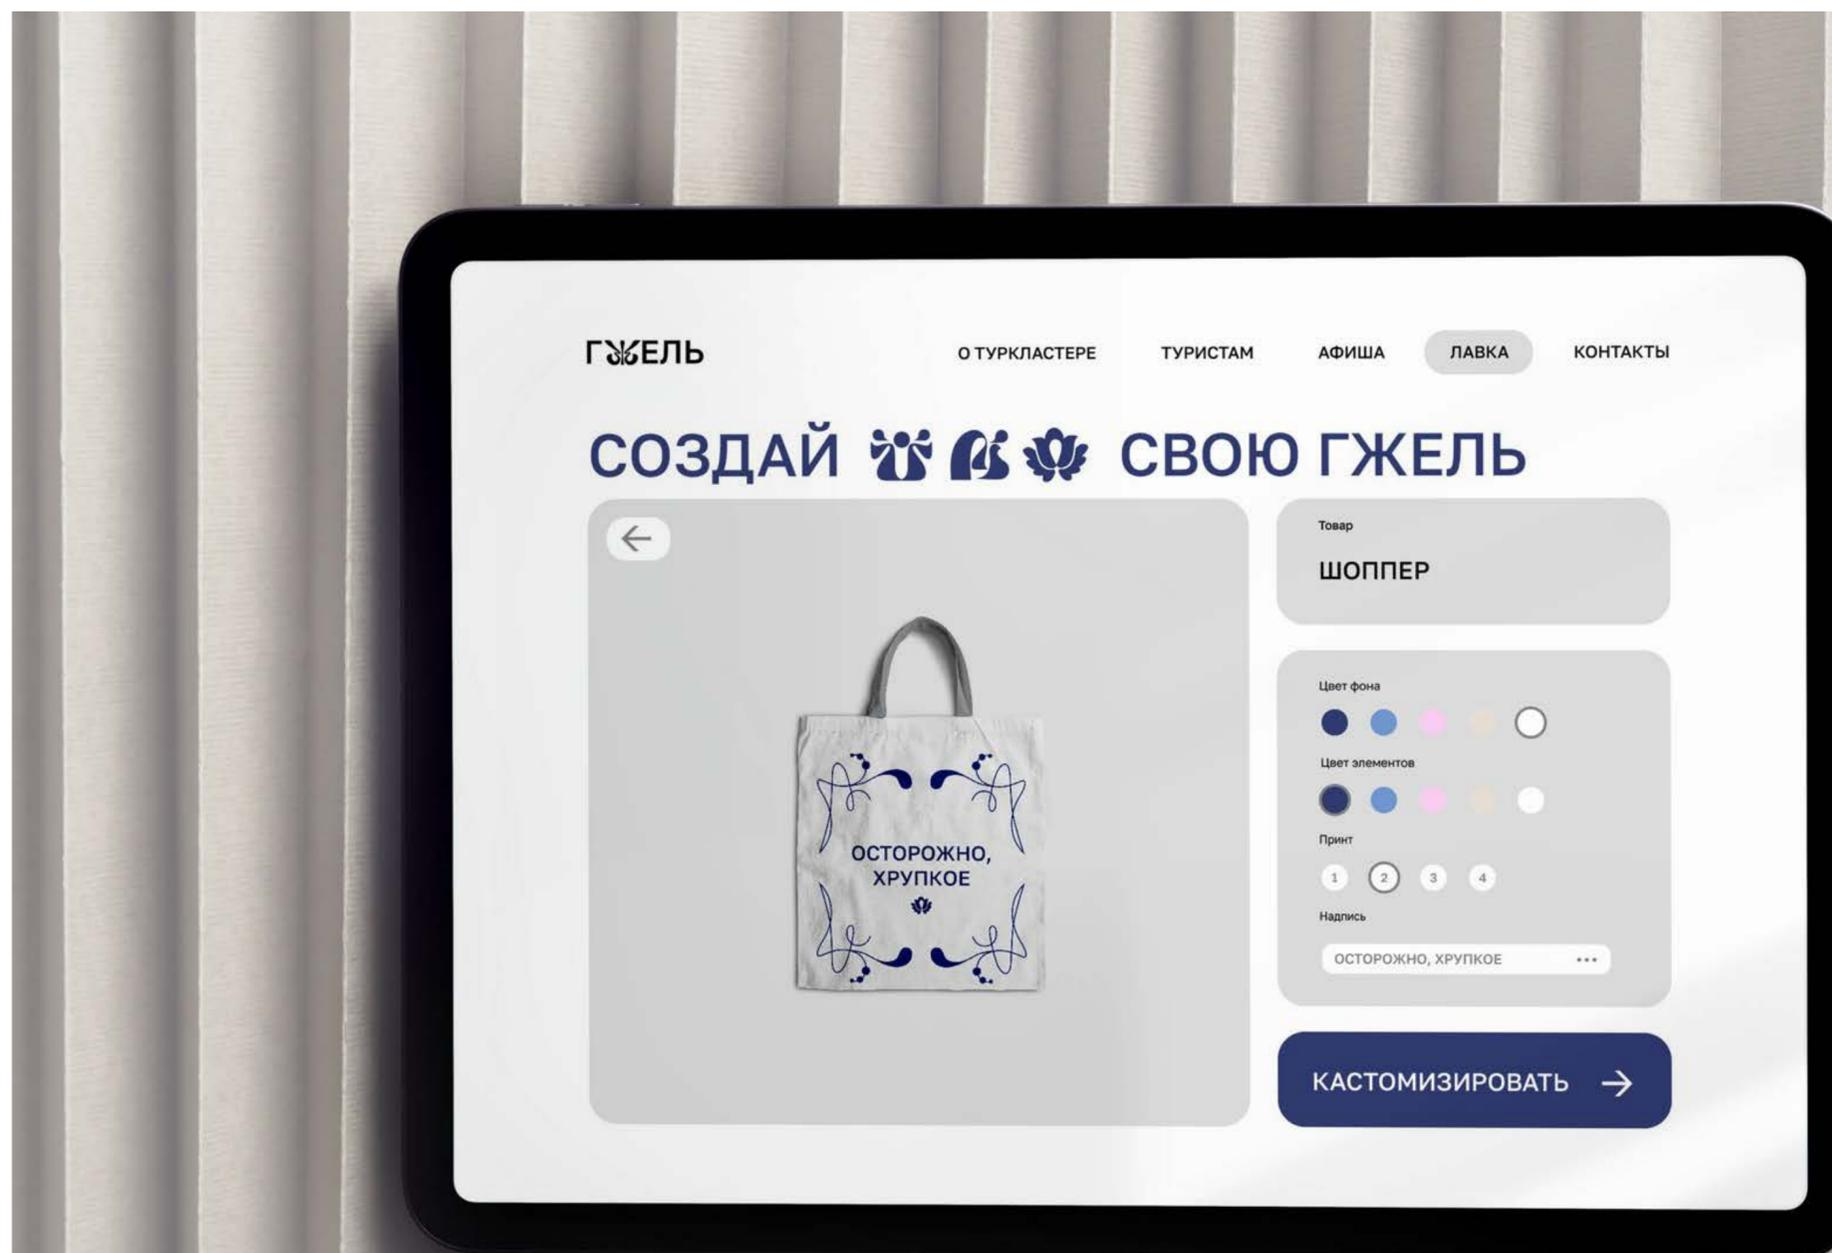 ГЖЕЛЬ
О ТУРКЛАСТЕРЕ ТУРИСТАМ АФИША ЛАВКА КОНТАКТЫ
СОЗДАЙ СВОЮ ГЖЕЛЬ
Товар
ШОППЕР
Цвет фона
Цвет элементов
Принт
1 2 3 4
Надпись
ОСТОРОЖНО, ХРУПКОЕ
КАСТОМИЗИРОВАТЬ
ОСТОРОЖНО,
ХРУПКОЕ